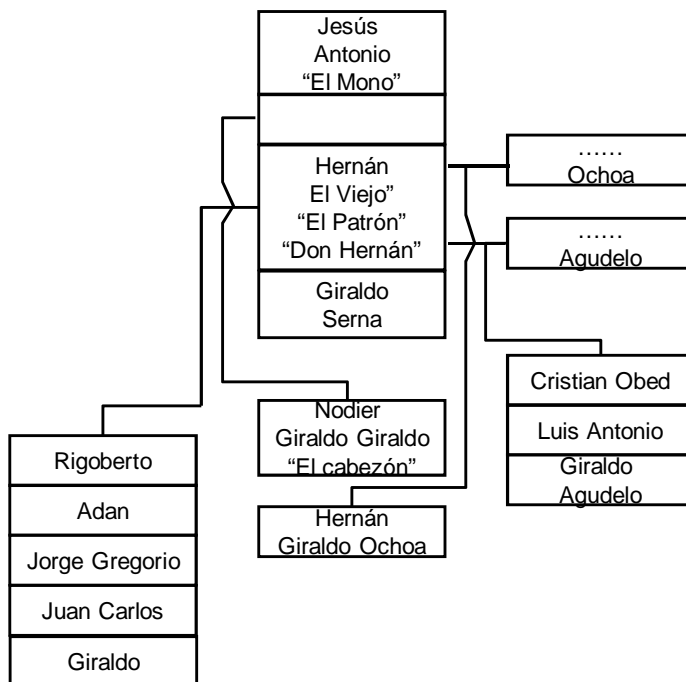 Jesús
Antonio
“El Mono”
Hernán
El Viejo”
“El Patrón”
“Don Hernán”
Giraldo
Serna
……
Ochoa
……
Agudelo
Cristian Obed
Luis Antonio
Giraldo
Agudelo
Nodier
Giraldo Giraldo
“El cabezón”
Hernán
Giraldo Ochoa
Rigoberto
Adan
Jorge Gregorio
Juan Carlos
Giraldo